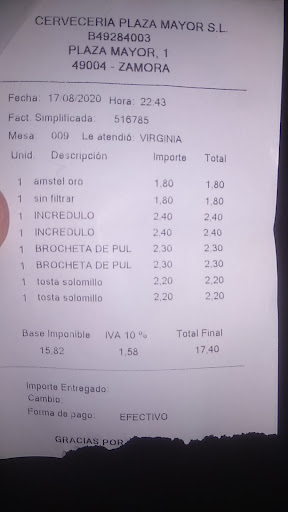 CERVECERIA PLAZA MAYOR S.L.
B49284003
PLAZA MAYOR, 1
49004 - ZAMORA
Fecha: 17/08/2020 Hora: 22:43
Fact. Simplificada: 516785
Mesa: 009 Le atendió: VIRGINIA
Unid. Descripción Importe Total
1 amstel oro 1,80 1,80
1 sin filtrar 1,80 1,80
1 INCREDULO 2,40 2,40
1 INCREDULO 2,40 2,40
1 BROCHETA DE PUL 2,30 2,30
1 BROCHETA DE PUL 2,30 2,30
1 tosta solomillo 2,20 2,20
1 tosta solomillo 2,20 2,20
Base Imponible IVA 10 % Total Final
15,82 1,58 17,40
Importe Entregado:
Cambio:
Forma de pago: EFECTIVO
GRACIAS POR